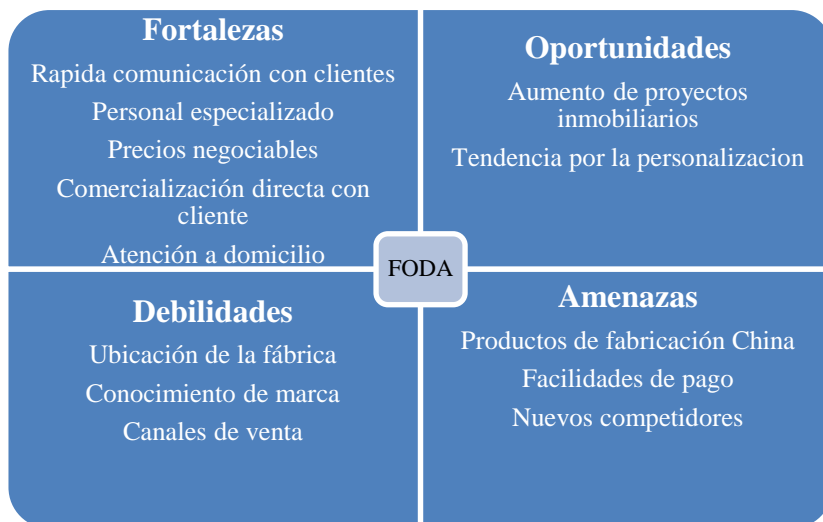 Fortalezas
Rapida comunicación con clientes
Personal especializado
Precios negociables
Comercialización directa con
cliente
Atención a domicilio
Oportunidades
Aumento de proyectos
inmobiliarios
Tendencia por la personalizacion
FODA
Debilidades
Ubicación de la fábrica
Conocimiento de marca
Canales de venta
Amenazas
Productos de fabricación China
Facilidades de pago
Nuevos competidores